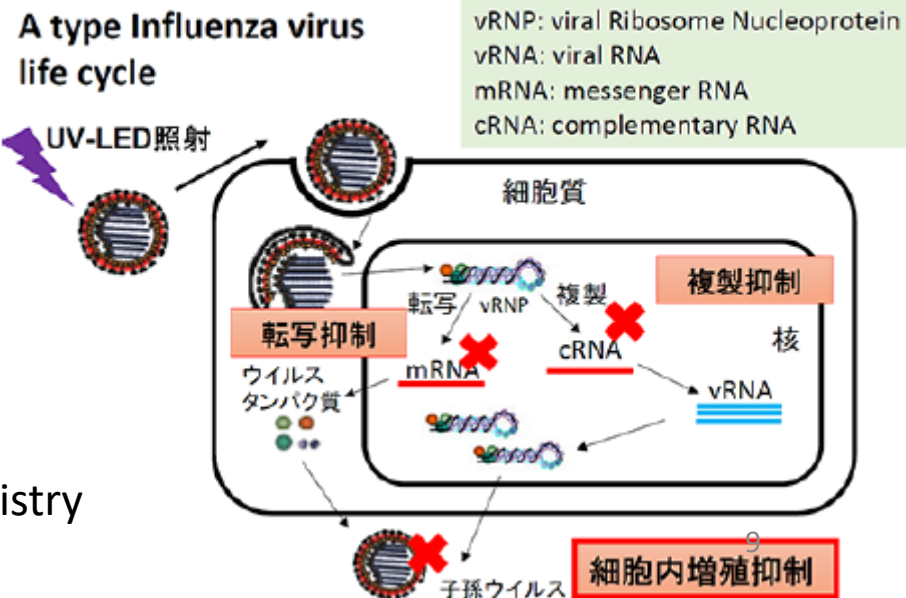 A type Influenza virus
life cycle
vRNP: viral Ribosome Nucleoprotein
vRNA: viral RNA
mRNA: messenger RNA
cRNA: complementary RNA
UV-LED照射
細胞質
転写
vRNP
複製
複製抑制
核
転写抑制
mRNA
cRNA
vRNA
ウイルス
タンパク質
istry
子孫ウイルス
9
細胞内増殖抑制